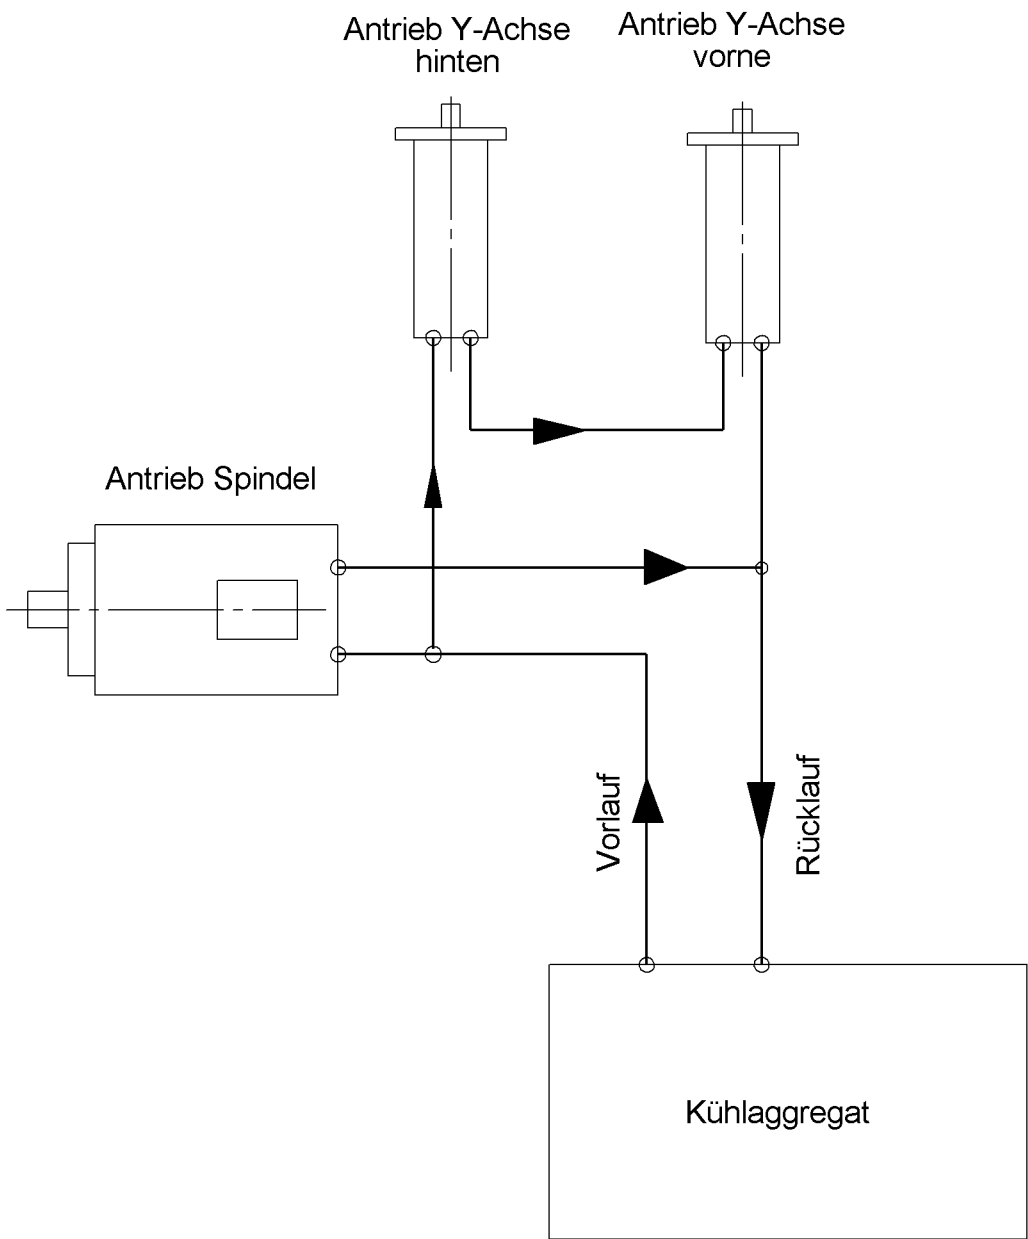 Antrieb Y-Achse
hinten
Antrieb Y-Achse
vorne
Antrieb Spindel
Vorlauf
Rücklauf
Kühlaggregat